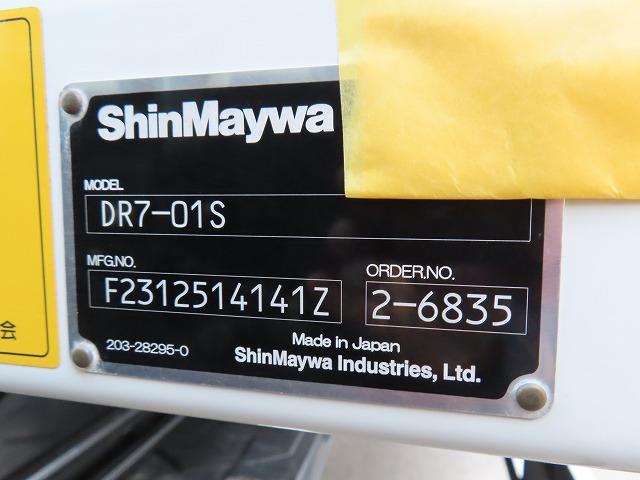 ShinMaywa
MODEL
DR7-01S
MFG.NO.
F2312514141Z
ORDER.NO.
2-6835
203-28295-0
Made in Japan
ShinMaywa Industries, Ltd.
会